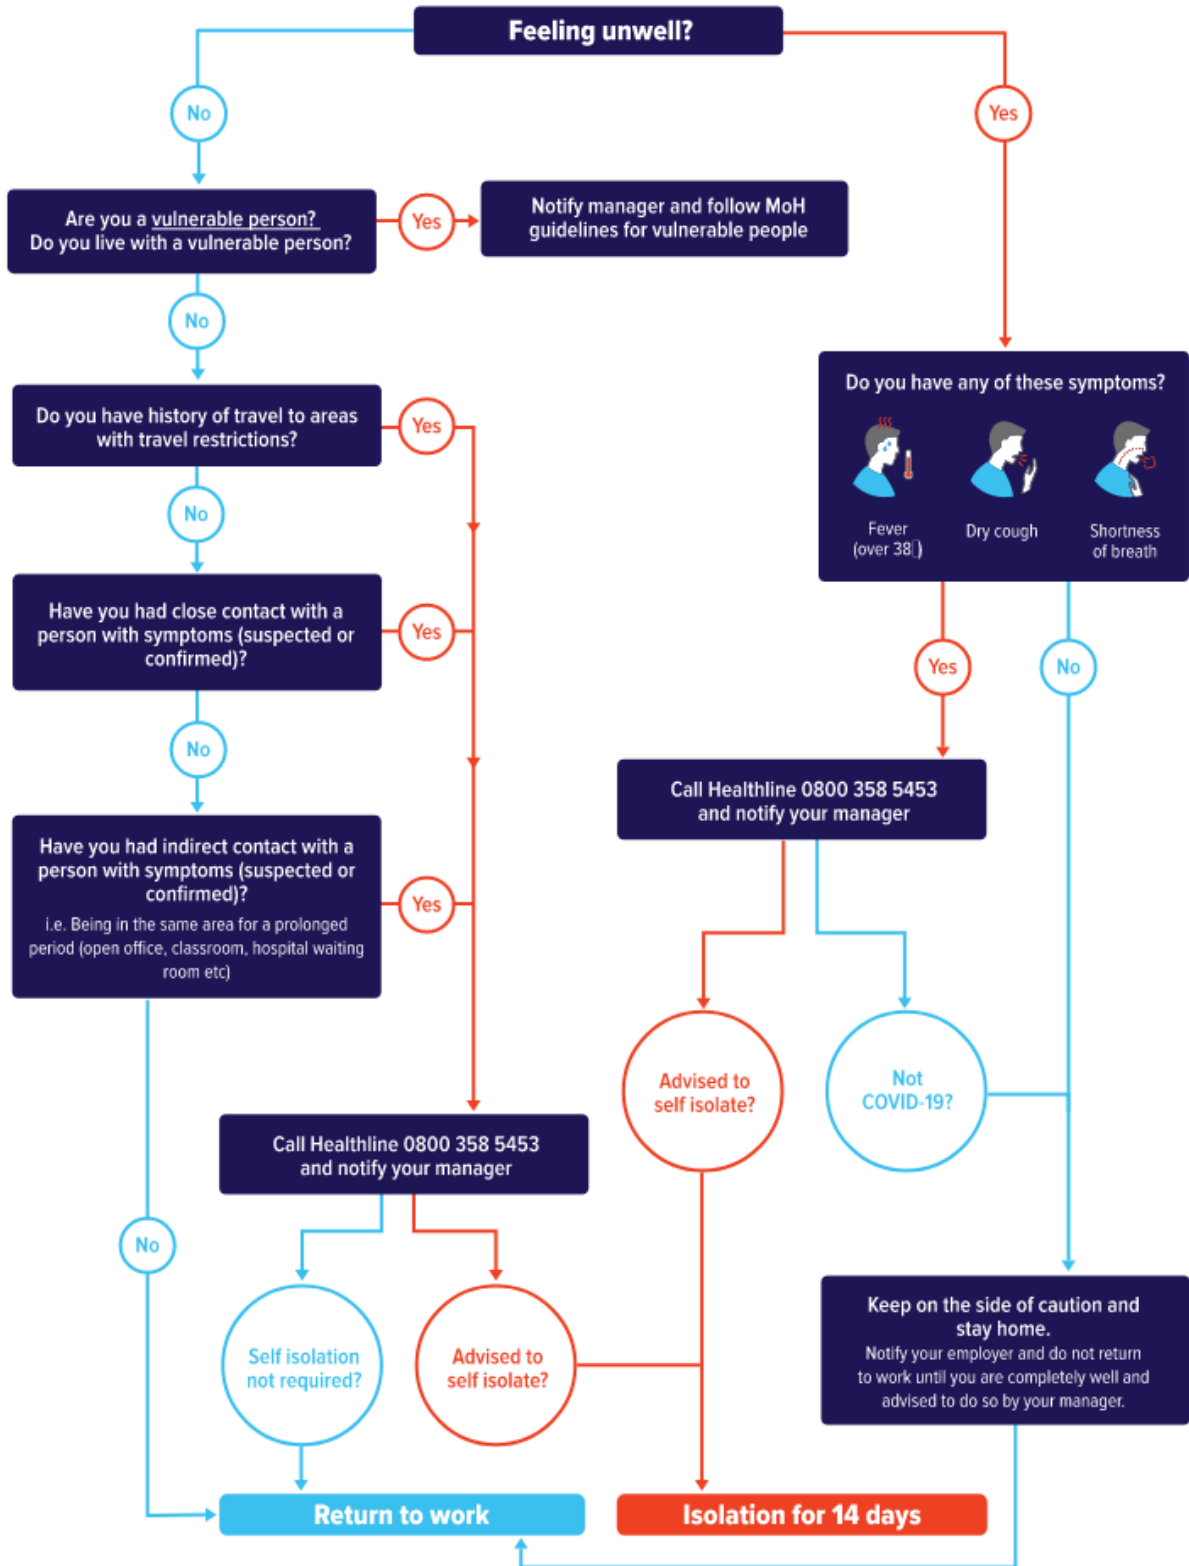 Feeling unwell?
No
Yes
Are you a vulnerable person?
Do you live with a vulnerable person?
Yes
Notify manager and follow MoH
guidelines for vulnerable people
No
Do you have history of travel to areas
with travel restrictions?
Yes
Do you have any of these symptoms?
Fever
(over 38▯)
Dry cough
Shortness
of breath
No
Have you had close contact with a
person with symptoms (suspected or
confirmed)?
Yes
Yes
No
No
Call Healthline 0800 358 5453
and notify your manager
Have you had indirect contact with a
person with symptoms (suspected or
confirmed)?
i.e. Being in the same area for a prolonged
period (open office, classroom, hospital waiting
room etc)
Yes
Advised to
self isolate?
Not
COVID-19?
Call Healthline 0800 358 5453
and notify your manager
No
Self isolation
not required?
Advised to
self isolate?
Keep on the side of caution and
stay home.
Notify your employer and do not return
to work until you are completely well and
advised to do so by your manager.
Return to work
Isolation for 14 days